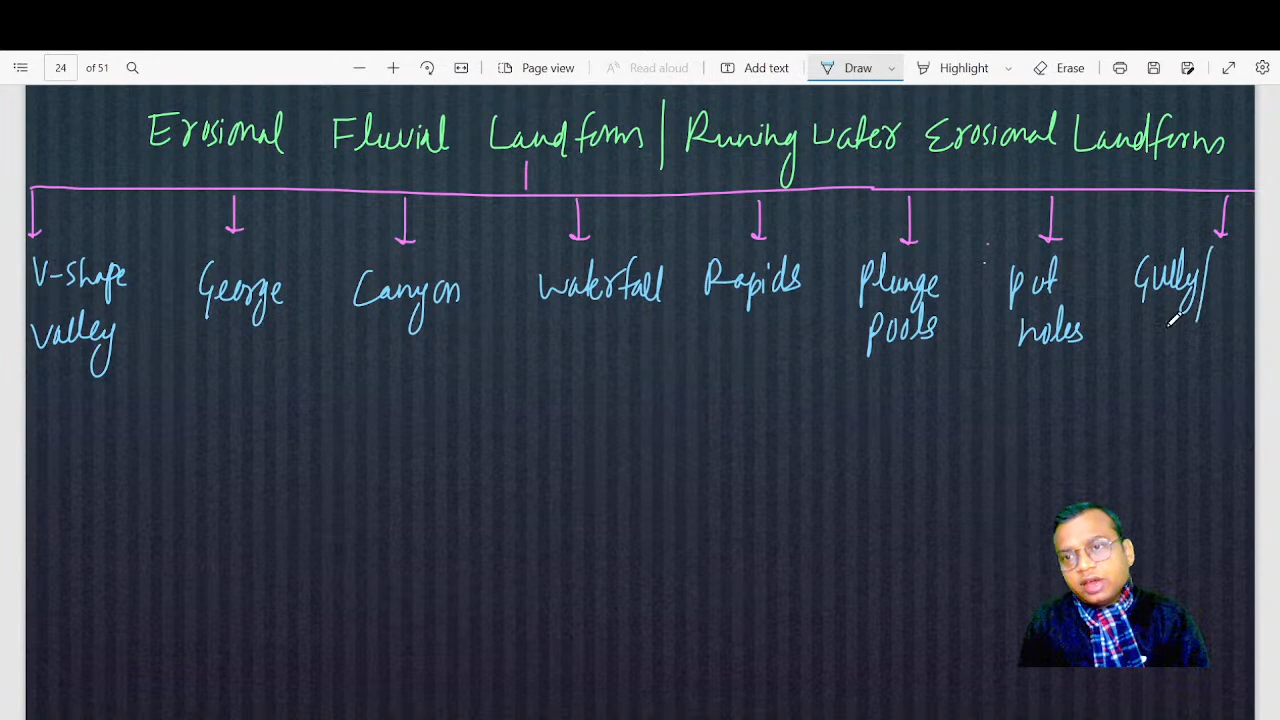 24 of 51 Page view Read aloud Add text Draw Highlight Erase
Erosional Fluvial Landform | Runing Water Erosional Landforms
V-Shape Valley
George
Canyon
Waterfall
Rapids
Plunge Pools
Pot holes
Gully/